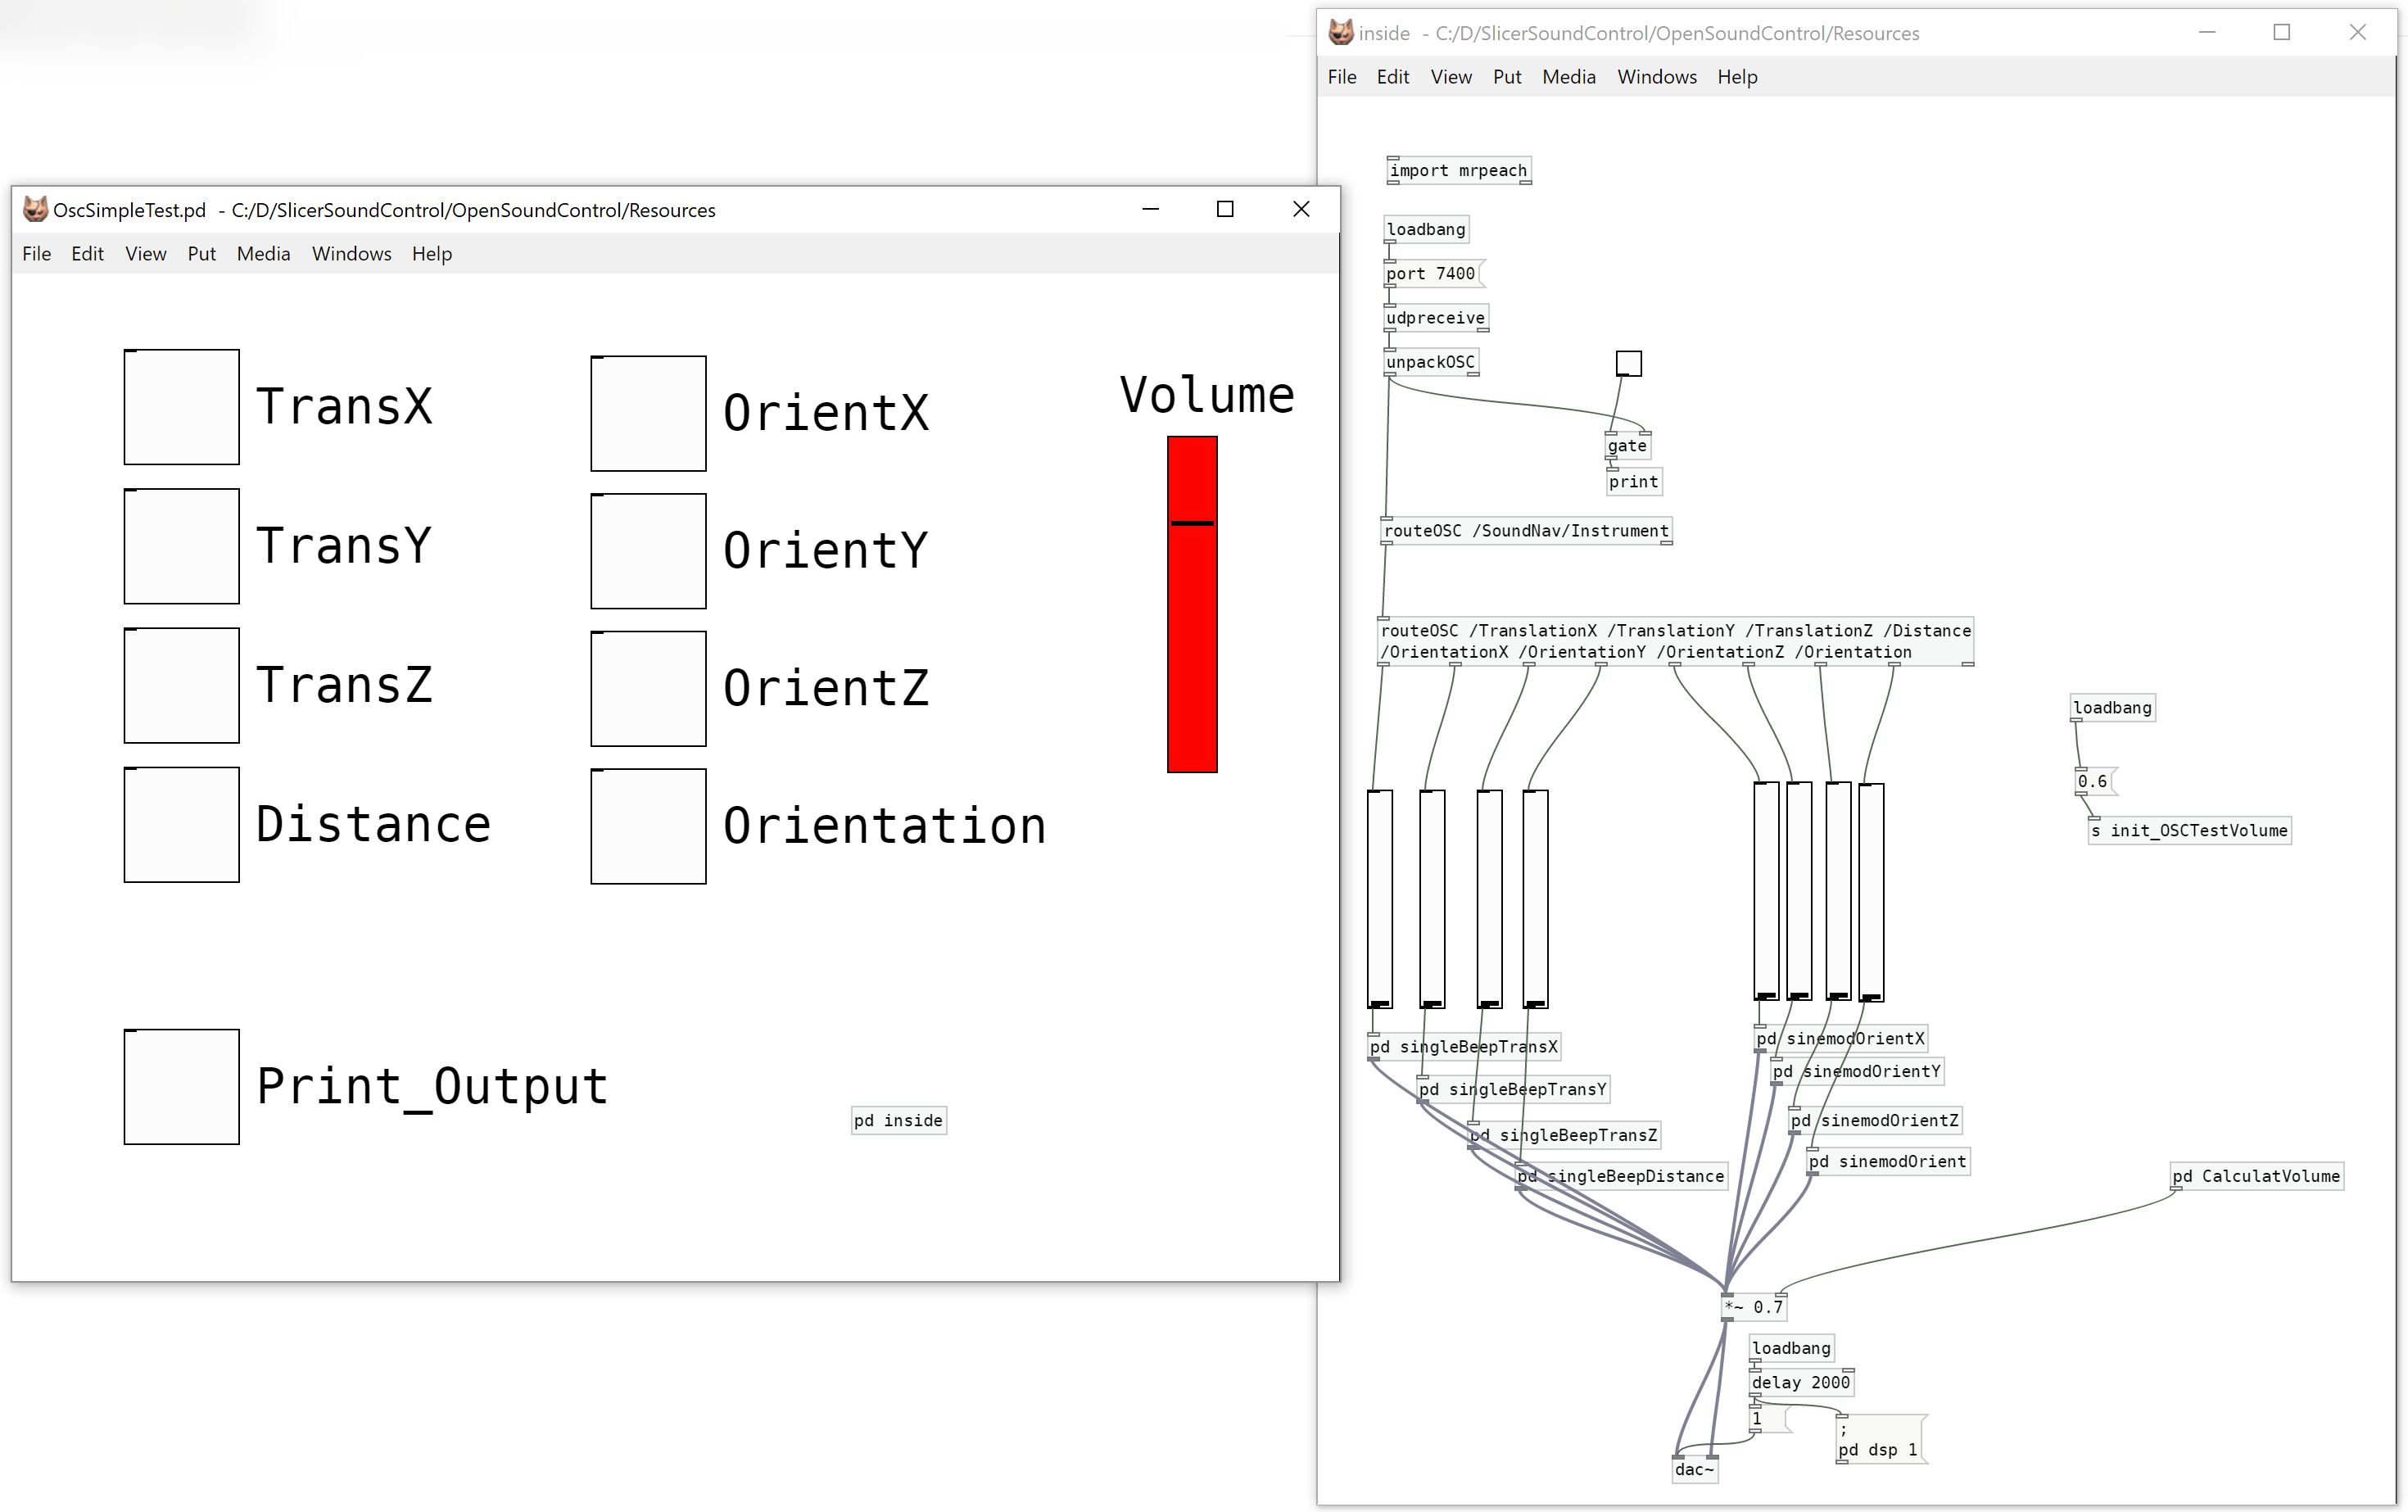 OscSimpleTest.pd - C:/D/SlicerSoundControl/OpenSoundControl/Resources
File Edit View Put Media Windows Help
TransX
TransY
TransZ
Distance
OrientX
OrientY
OrientZ
Orientation
Volume
Print_Output
pd inside
inside - C:/D/SlicerSoundControl/OpenSoundControl/Resources
File Edit View Put Media Windows Help
import mrpeach
loadbang
port 7400
udpreceive
unpackOSC
gate
print
routeOSC /SoundNav/Instrument
routeOSC /TranslationX /TranslationY /TranslationZ /Distance
/OrientationX /OrientationY /OrientationZ /Orientation
loadbang
0.6
s init_OSCTestVolume
pd singleBeepTransX
pd singleBeepTransY
pd singleBeepTransZ
pd singleBeepDistance
pd sinemodOrientX
pd sinemodOrientY
pd sinemodOrientZ
pd sinemodOrient
pd CalculatVolume
*~ 0.7
loadbang
delay 2000
1
;
pd dsp 1
dac~